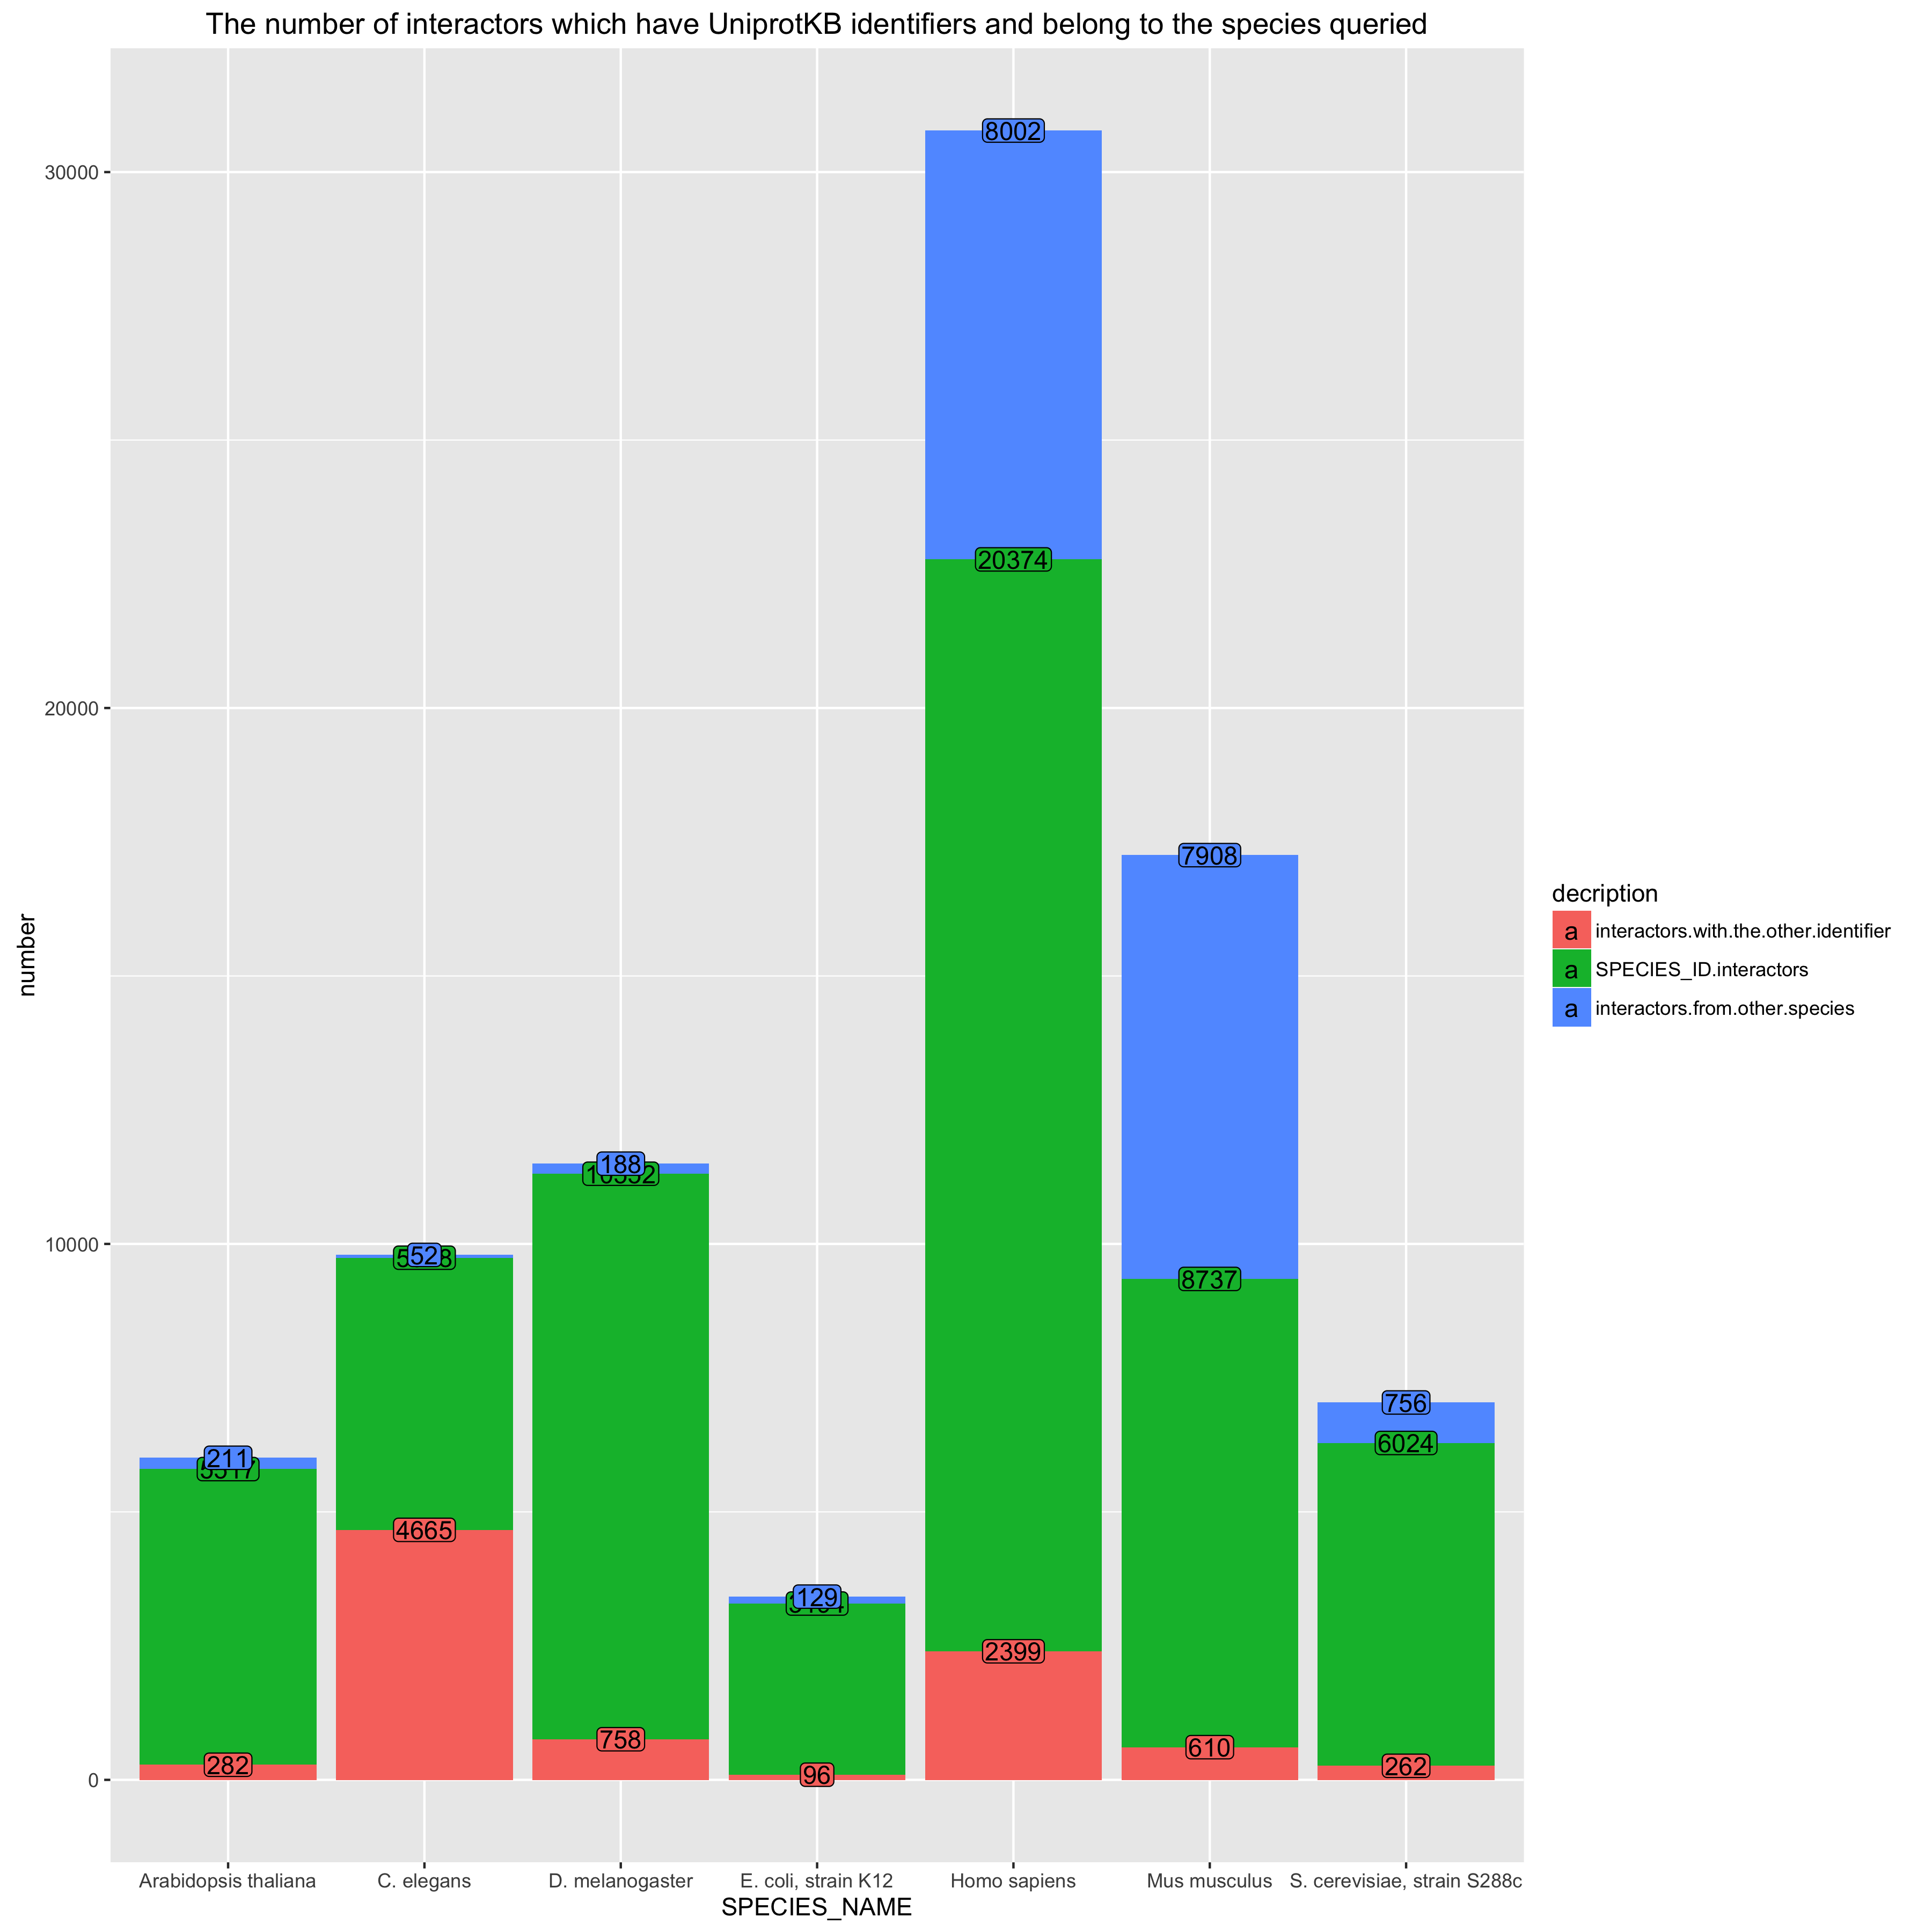 The number of interactors which have UniprotKB identifiers and belong to the species queried
number
30000
20000
10000
0
8002
20374
2399
7908
8737
610
188
758
52
4665
756
6024
262
211
282
129
96
Arabidopsis thaliana
C. elegans
D. melanogaster
E. coli, strain K12
Homo sapiens
Mus musculus
S. cerevisiae, strain S288c
SPECIES_NAME
decription
a interactors.with.the.other.identifier
a SPECIES_ID.interactors
a interactors.from.other.species